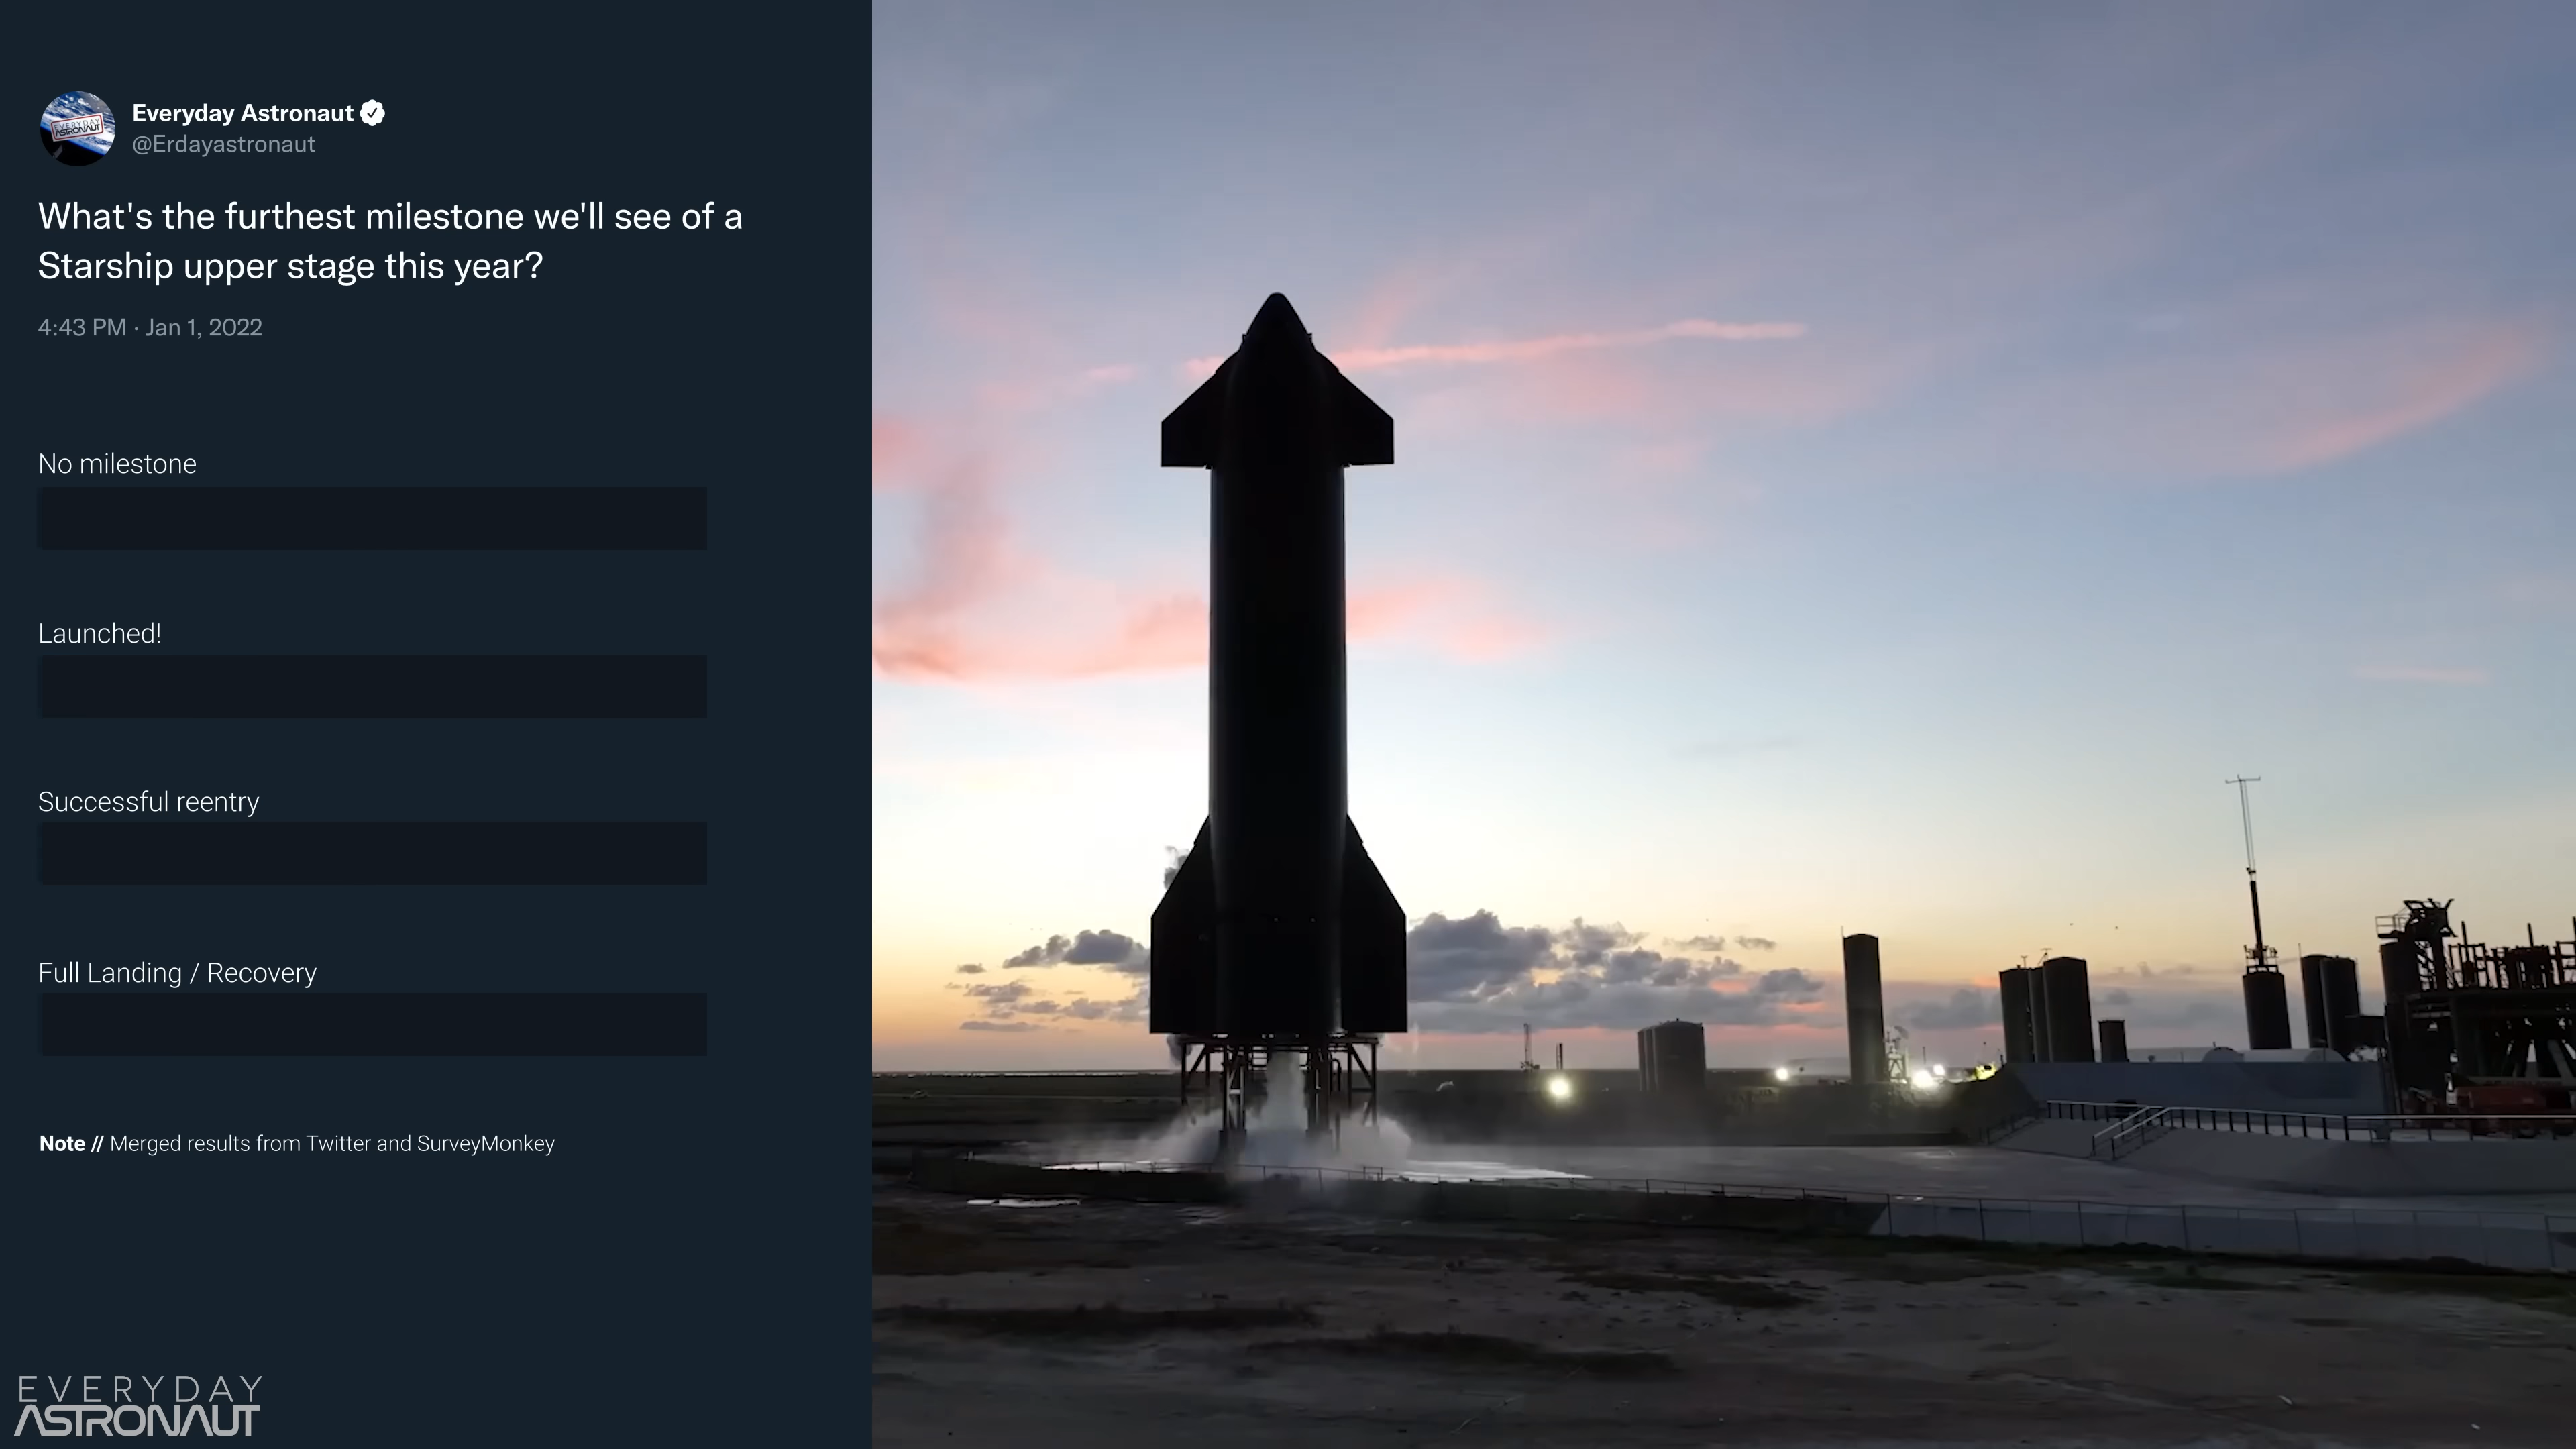 Everyday Astronaut
@Erdayastronaut
What's the furthest milestone we'll see of a
Starship upper stage this year?
4:43 PM · Jan 1, 2022
No milestone
Launched!
Successful reentry
Full Landing / Recovery
Note // Merged results from Twitter and SurveyMonkey
EVERYDAY
ASTRONAUT